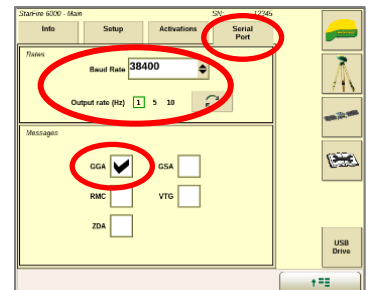 StarFire 6000 - Main SN: 12345
Info Setup Activations Serial Port
Rates
Baud Rate 38400
Output rate (Hz) 1 5 10
Messages
GGA GSA
RMC VTG
ZDA
USB Drive